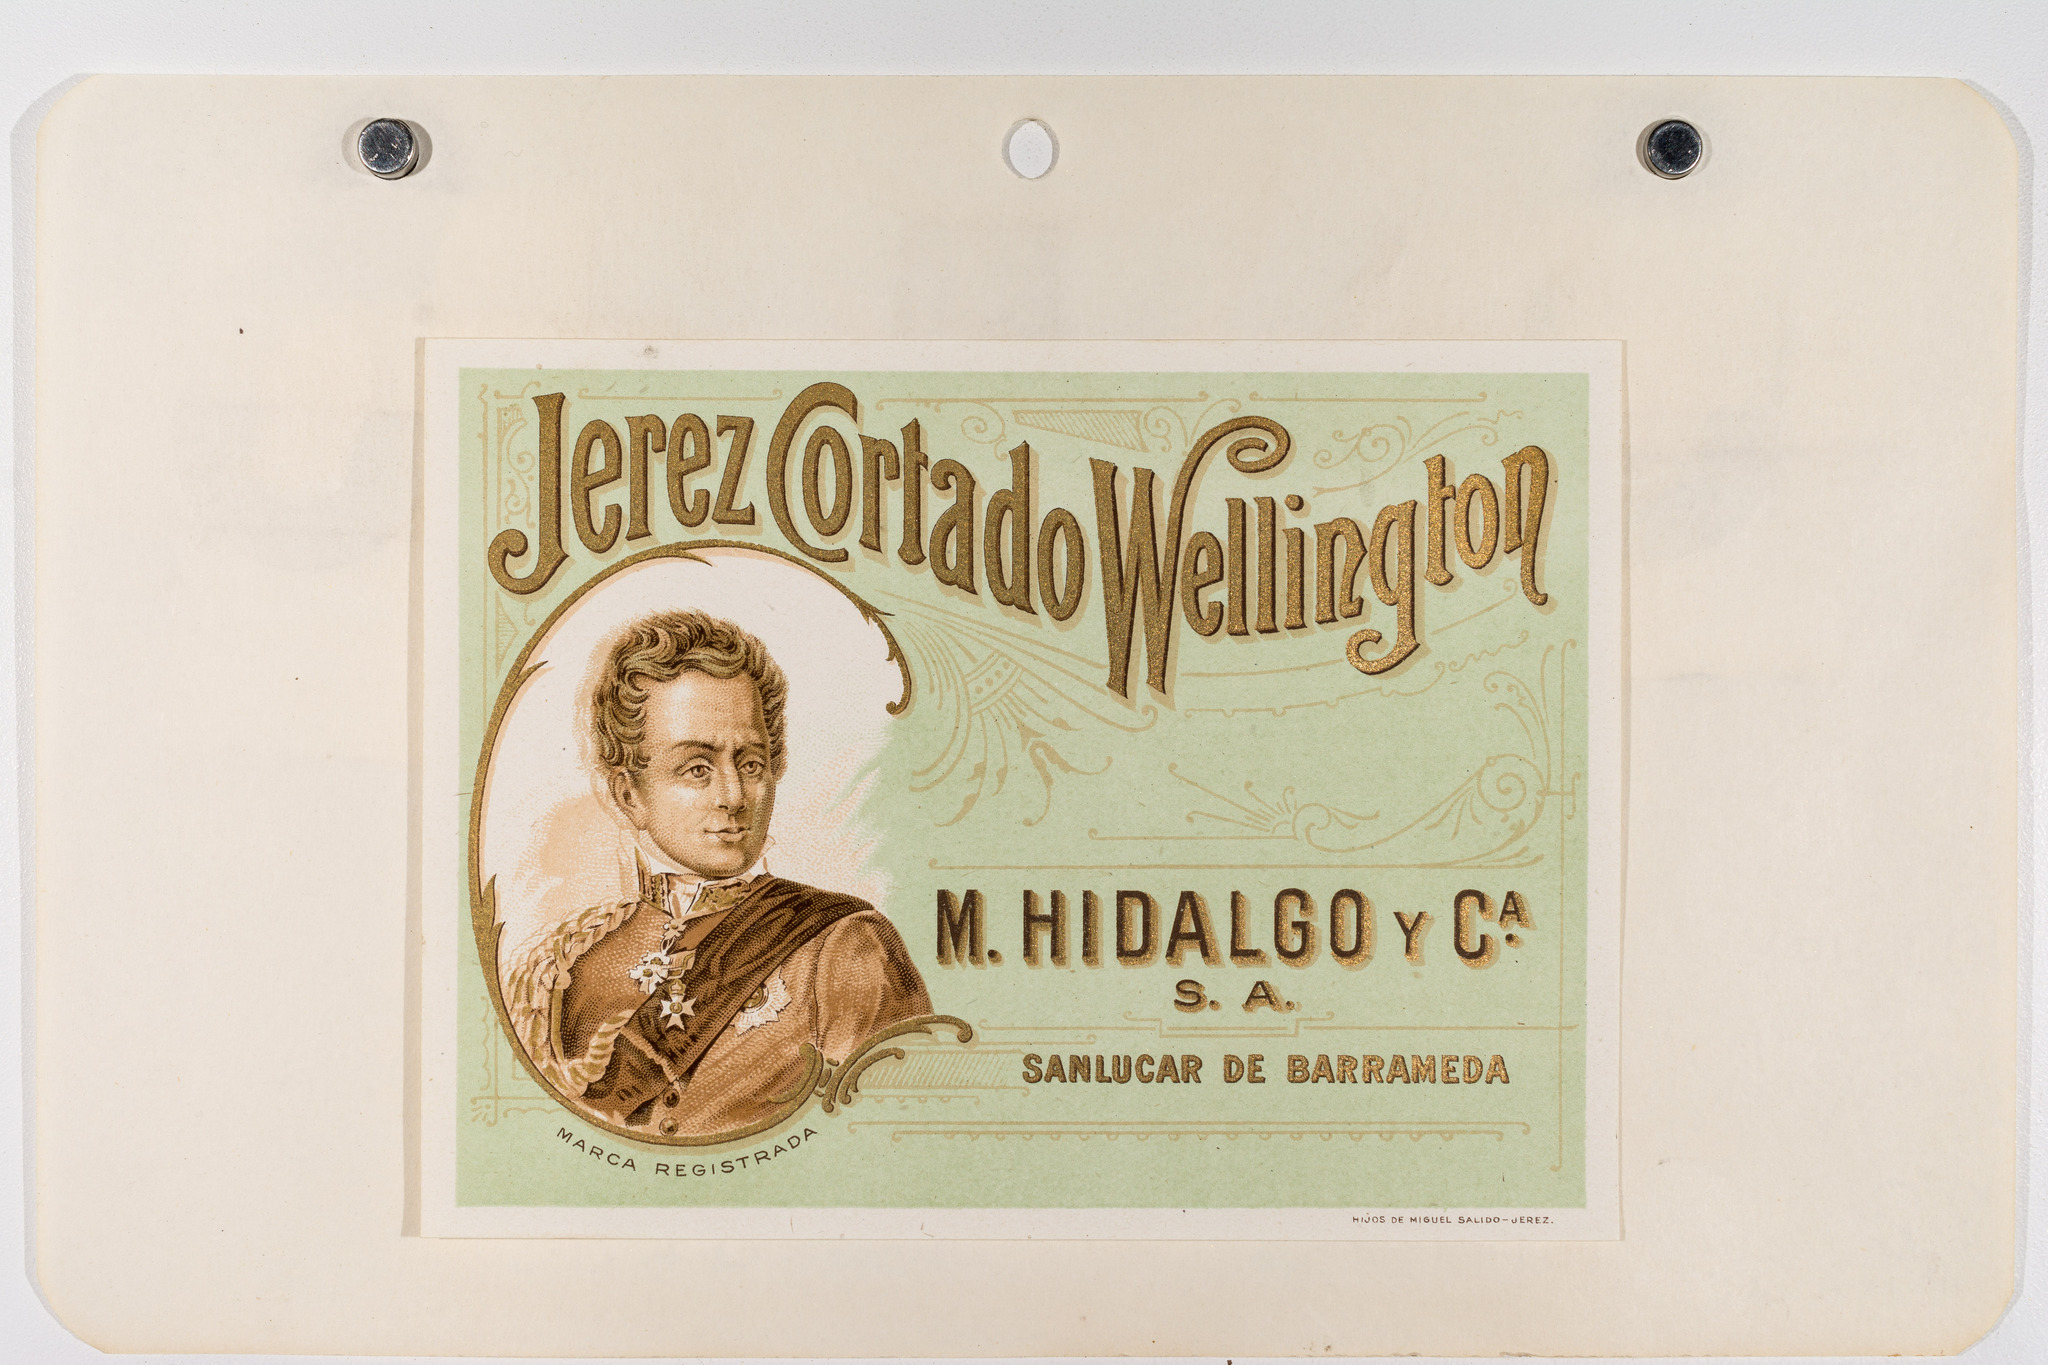 Jerez Cortado Wellington
M. HIDALGO Y Cᴬ.
S. A.
SANLUCAR DE BARRAMEDA
MARCA REGISTRADA
HIJOS DE MIGUEL SALIDO-JEREZ.